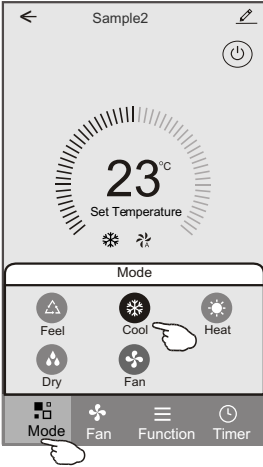 Sample2
23°C
Set Temperature
A
Mode
Feel Cool Heat
Dry Fan
Mode Fan Function Timer